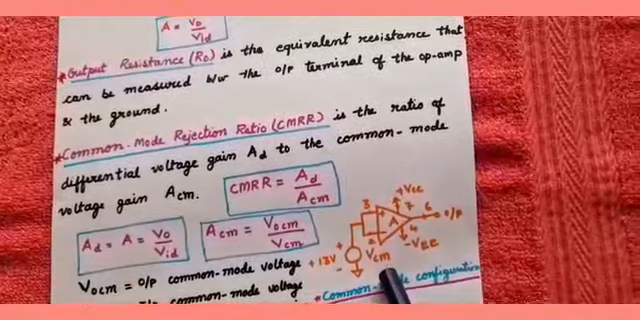 A = Vo/Vid
*Output Resistance (Ro) is the equivalent resistance that
can be measured b/w the o/p terminal of the op-amp
& the ground.
*Common-Mode Rejection Ratio (CMRR) is the ratio of
differential voltage gain Ad to the common-mode
voltage gain Acm.
CMRR = Ad/Acm
Ad = A = Vo/Vid
Acm = Vocm/Vcm
+Vcc
3
7
6
+
A
o/p
2
4
-VEE
+13V
+
-
Vcm
Vocm = o/p common-mode voltage
common-mode voltage
*Common-mode configuration